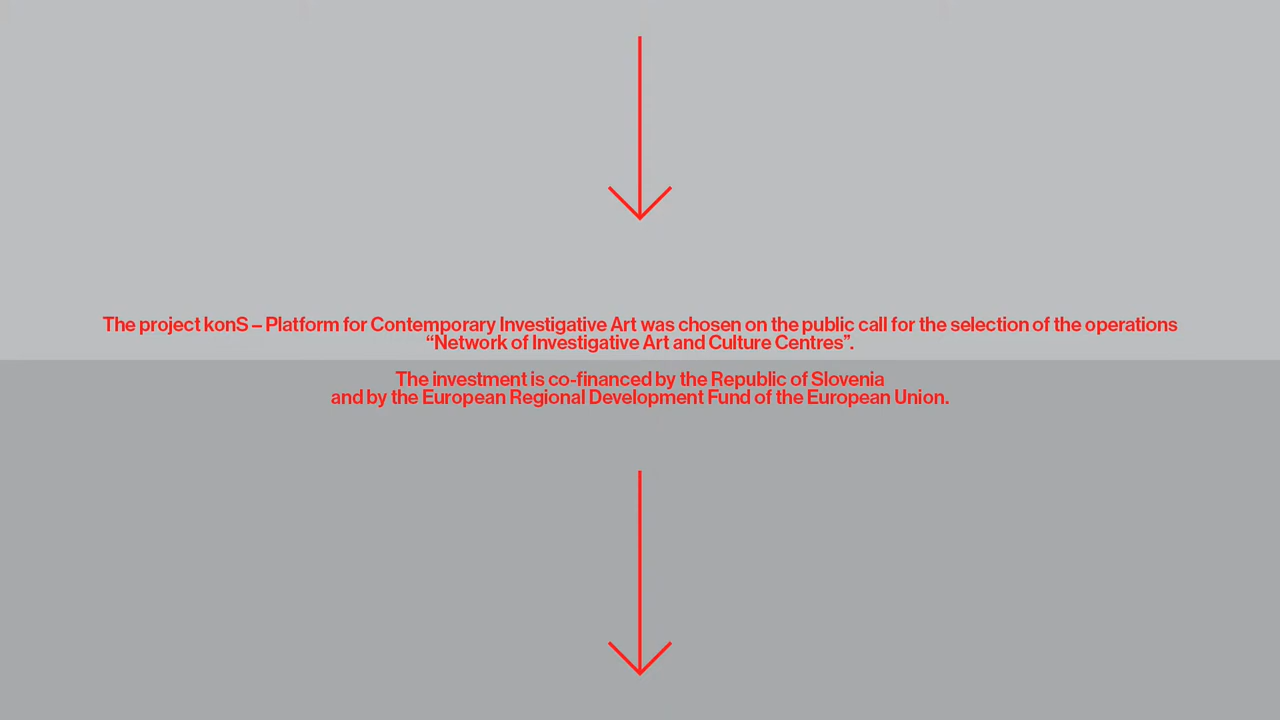 The project konS – Platform for Contemporary Investigative Art was chosen on the public call for the selection of the operations
“Network of Investigative Art and Culture Centres”.
The investment is co-financed by the Republic of Slovenia
and by the European Regional Development Fund of the European Union.